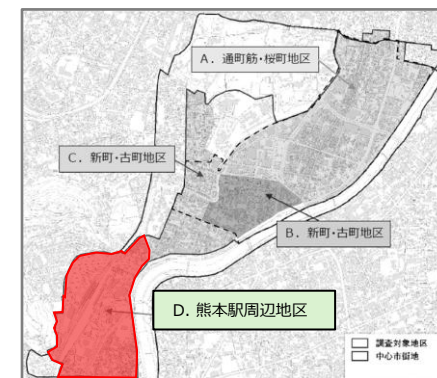 A. 通町筋・桜町地区
C. 新町・古町地区
B. 新町・古町地区
D. 熊本駅周辺地区
調査対象地区
中心市街地